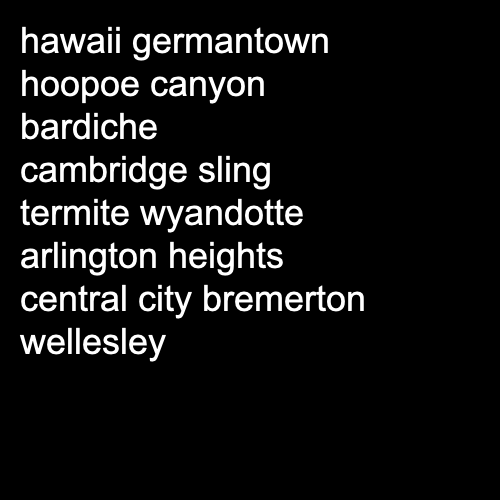 hawaii germantown
hoopoe canyon
bardiche
cambridge sling
termite wyandotte
arlington heights
central city bremerton
wellesley